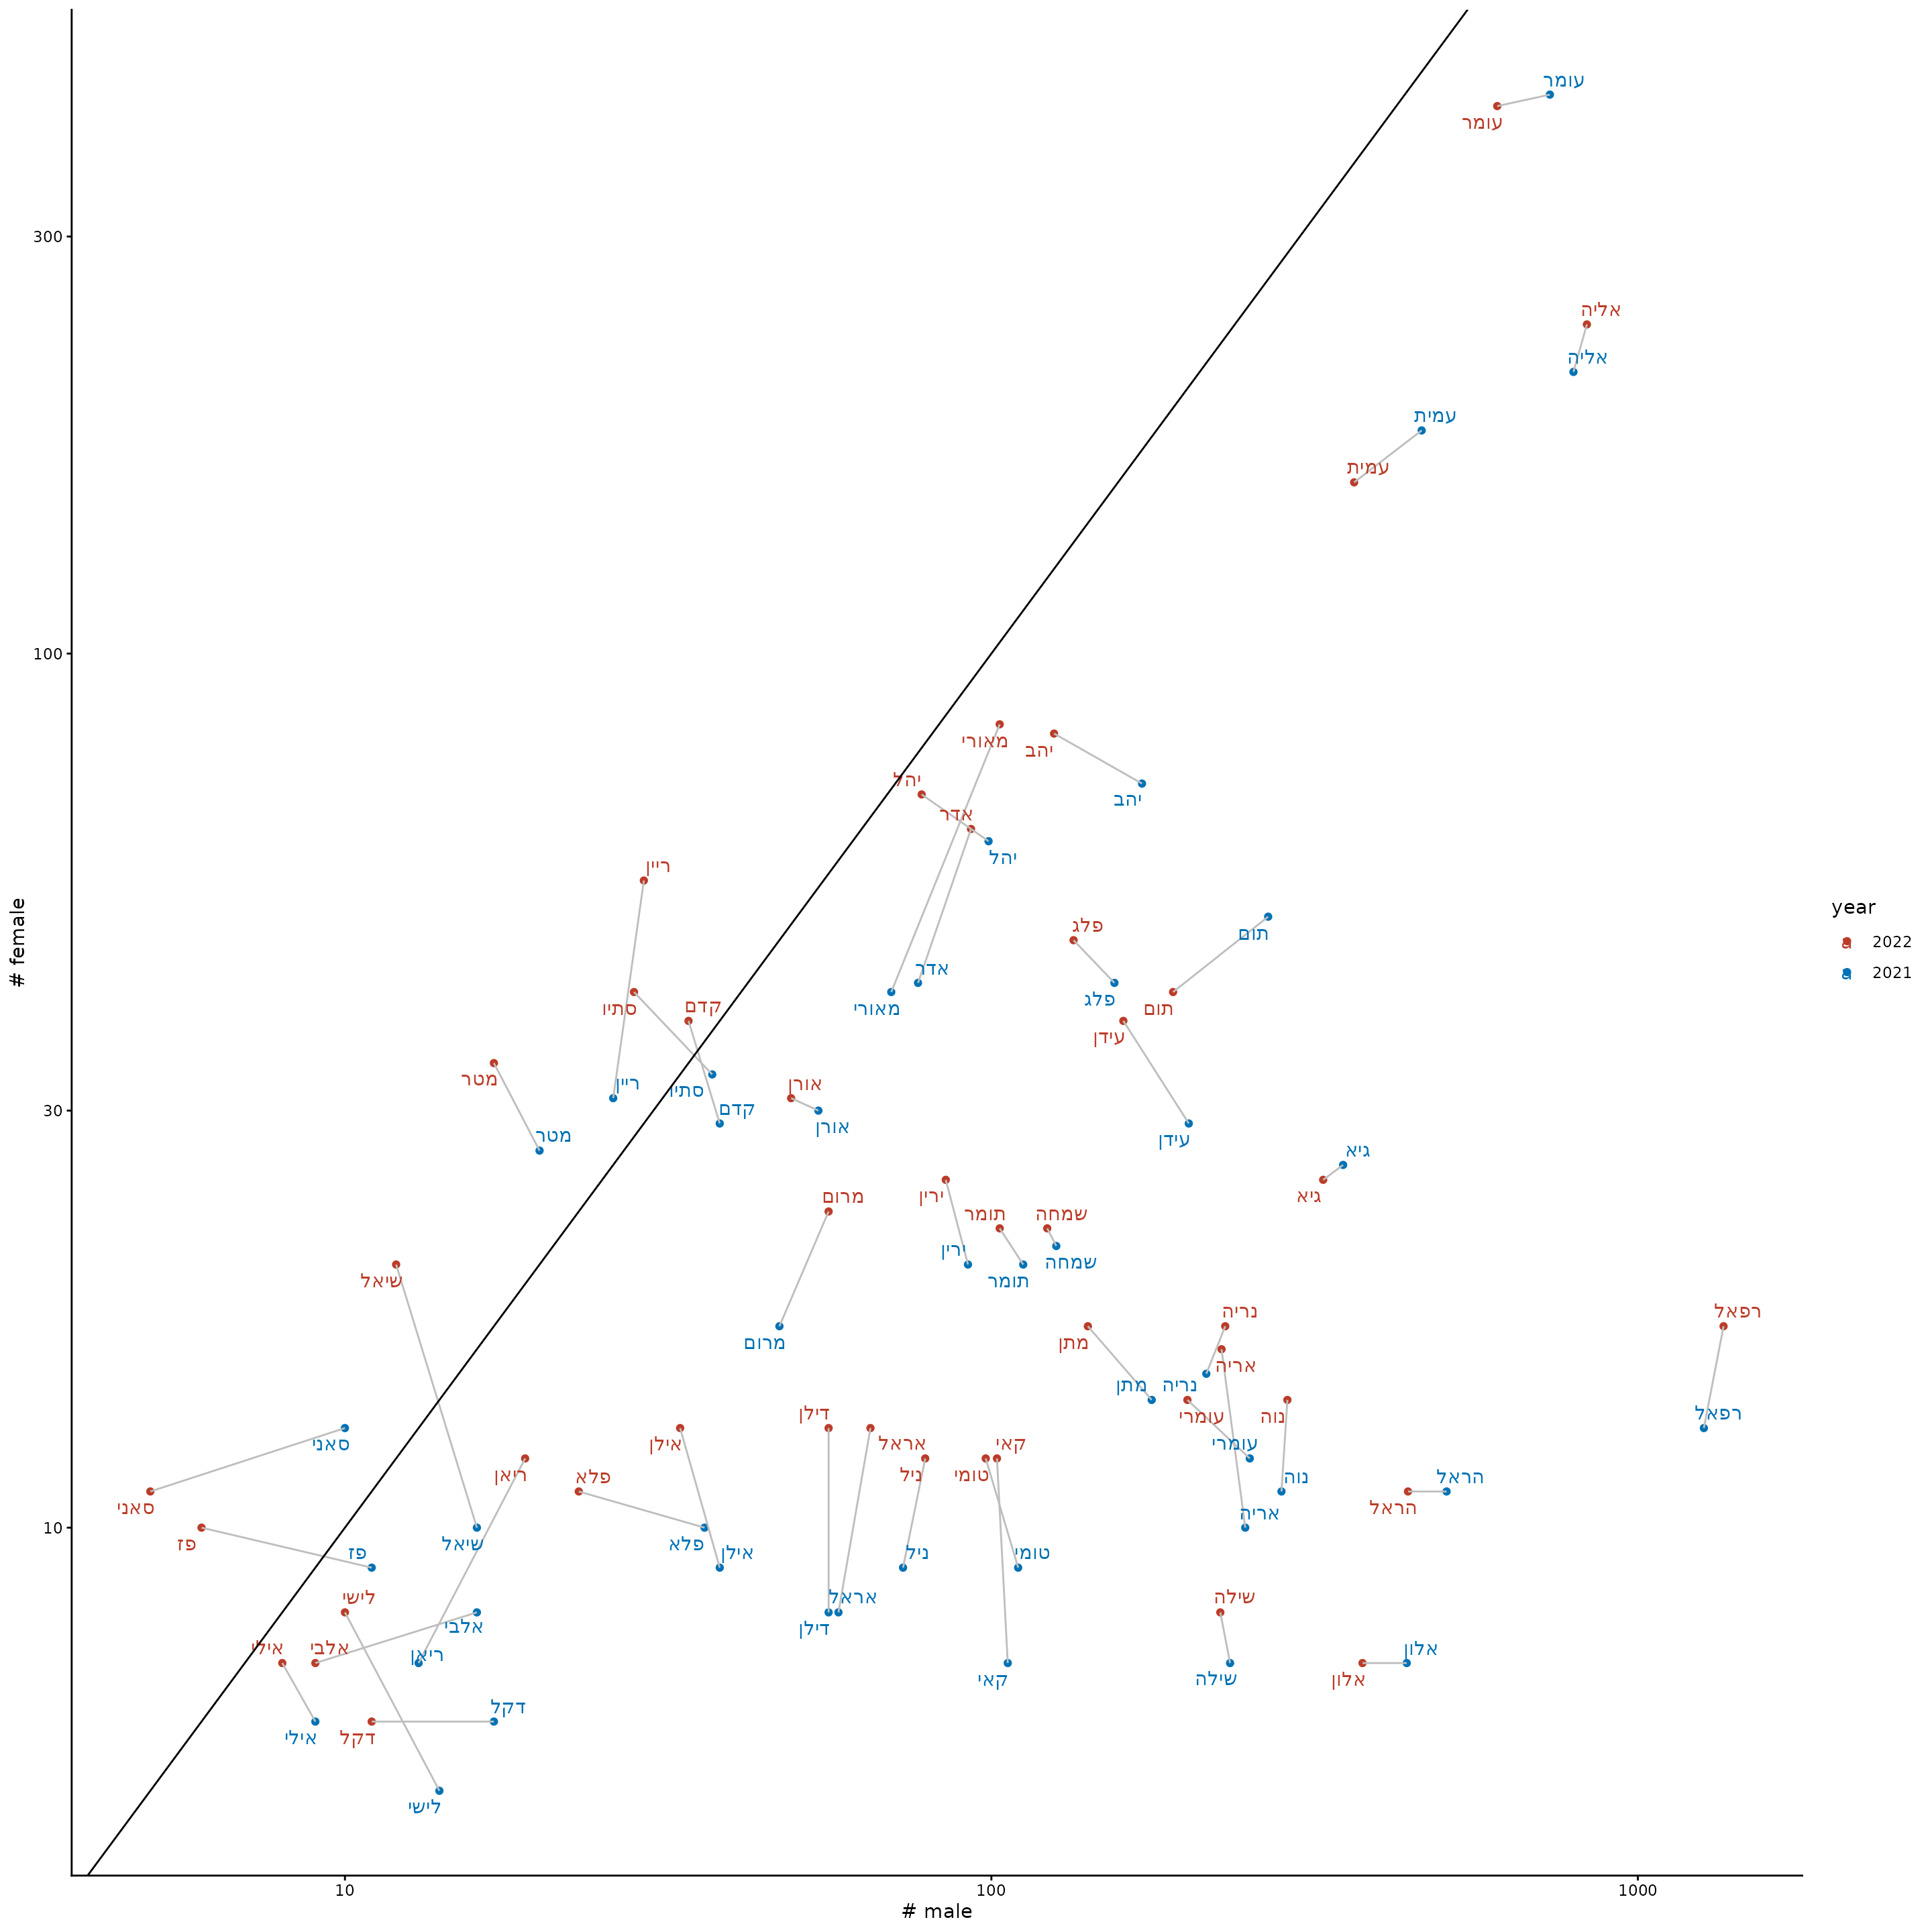 עומר
עומר
300
אליה
אליה
עמית
עמית
100
מאורי
יהב
יהל
יהב
אדר
יהל
ריין
year
# female
פלג
תום
2022
אדר
2021
פלג
סתיו
קדם
מאורי
תום
עידן
מטר
ריין
סתיו
אורן
קדם
30
אורן
מטר
עידן
גיא
ירין
גיא
מרום
תומר
שמחה
ירין
שמחה
שיאל
תומר
נריה
רפאל
מרום
מתן
אריה
מתן
נריה
דילן
עומרי
נוה
רפאל
סאני
אילן
אראל
קאי
עומרי
ריאן
פלא
ניל
טומי
נוה
הראל
סאני
הראל
אריה
10
פז
שיאל
פלא
פז
אילן
ניל
טומי
לישי
אראל
שילה
אלבי
דילן
אילי
אלבי
ריאן
אלון
קאי
שילה
אלון
דקל
אילי
דקל
לישי
10
100
1000
# male